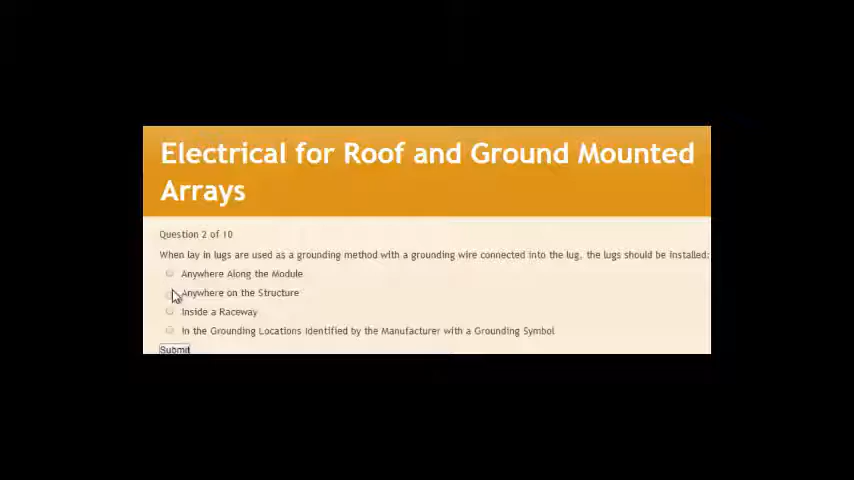 Electrical for Roof and Ground Mounted
Arrays
Question 2 of 10
When lay in lugs are used as a grounding method with a grounding wire connected into the lug, the lugs should be installed:
Anywhere Along the Module
Anywhere on the Structure
Inside a Raceway
In the Grounding Locations Identified by the Manufacturer with a Grounding Symbol
Submit